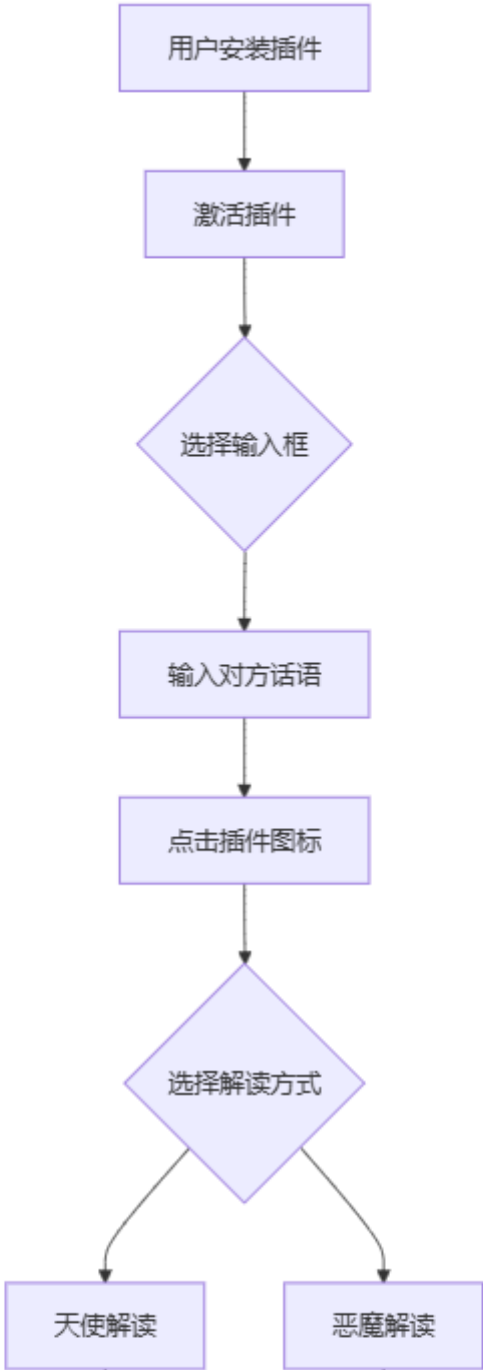 用户安装插件
激活插件
选择输入框
输入对方话语
点击插件图标
选择解读方式
天使解读
恶魔解读